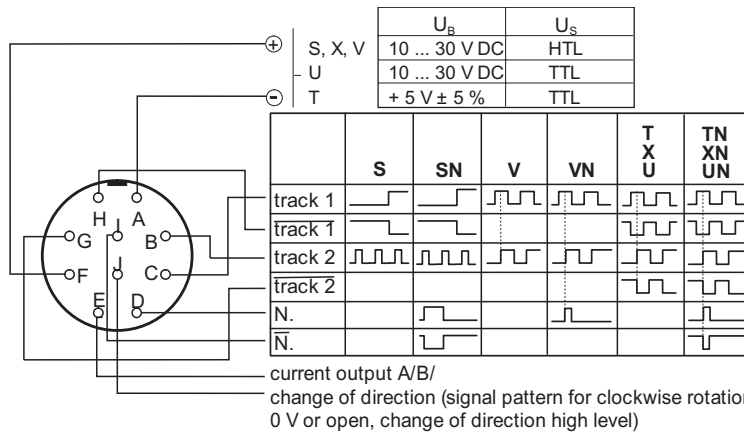 U_B U_S
+ S, X, V 10 ... 30 V DC HTL
U 10 ... 30 V DC TTL
− T + 5 V ± 5 % TTL
S SN V VN T X U TN XN UN
track 1
track 1
track 2
track 2
N.
N.
H A
G I B
F J C
E D
current output A/B/
change of direction (signal pattern for clockwise rotation
0 V or open, change of direction high level)